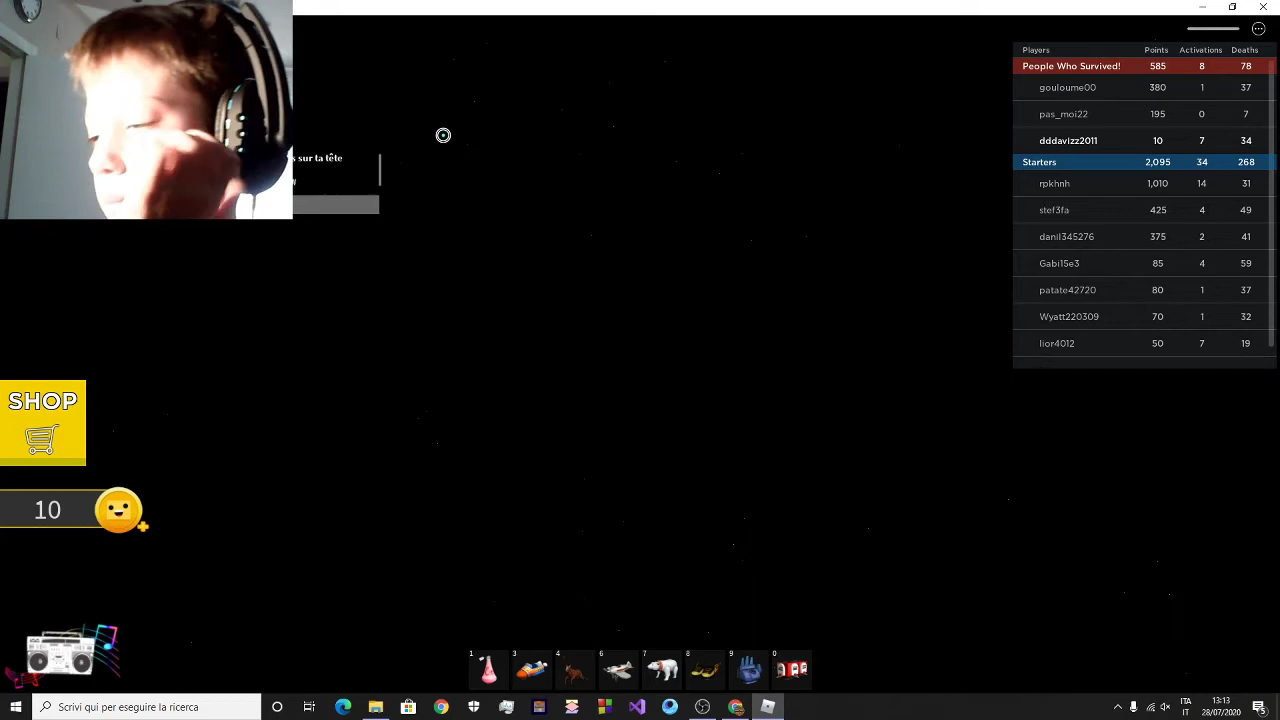 Players Points Activations Deaths
People Who Survived! 585 8 78
gouloume00 380 1 37
pas_moi22 195 0 7
dddavizz2011 10 7 34
Starters 2,095 34 268
rpkhnh 1,010 14 31
stef3fa 425 4 49
danil345276 375 2 41
Gabi15e3 85 4 59
patate42720 80 1 37
Wyatt220309 70 1 32
lior4012 50 7 19
s sur ta tête
SHOP
10
1 3 4 6 7 8 9 0
Scrivi qui per eseguire la ricerca
ITA
IT
13:13
28/07/2020